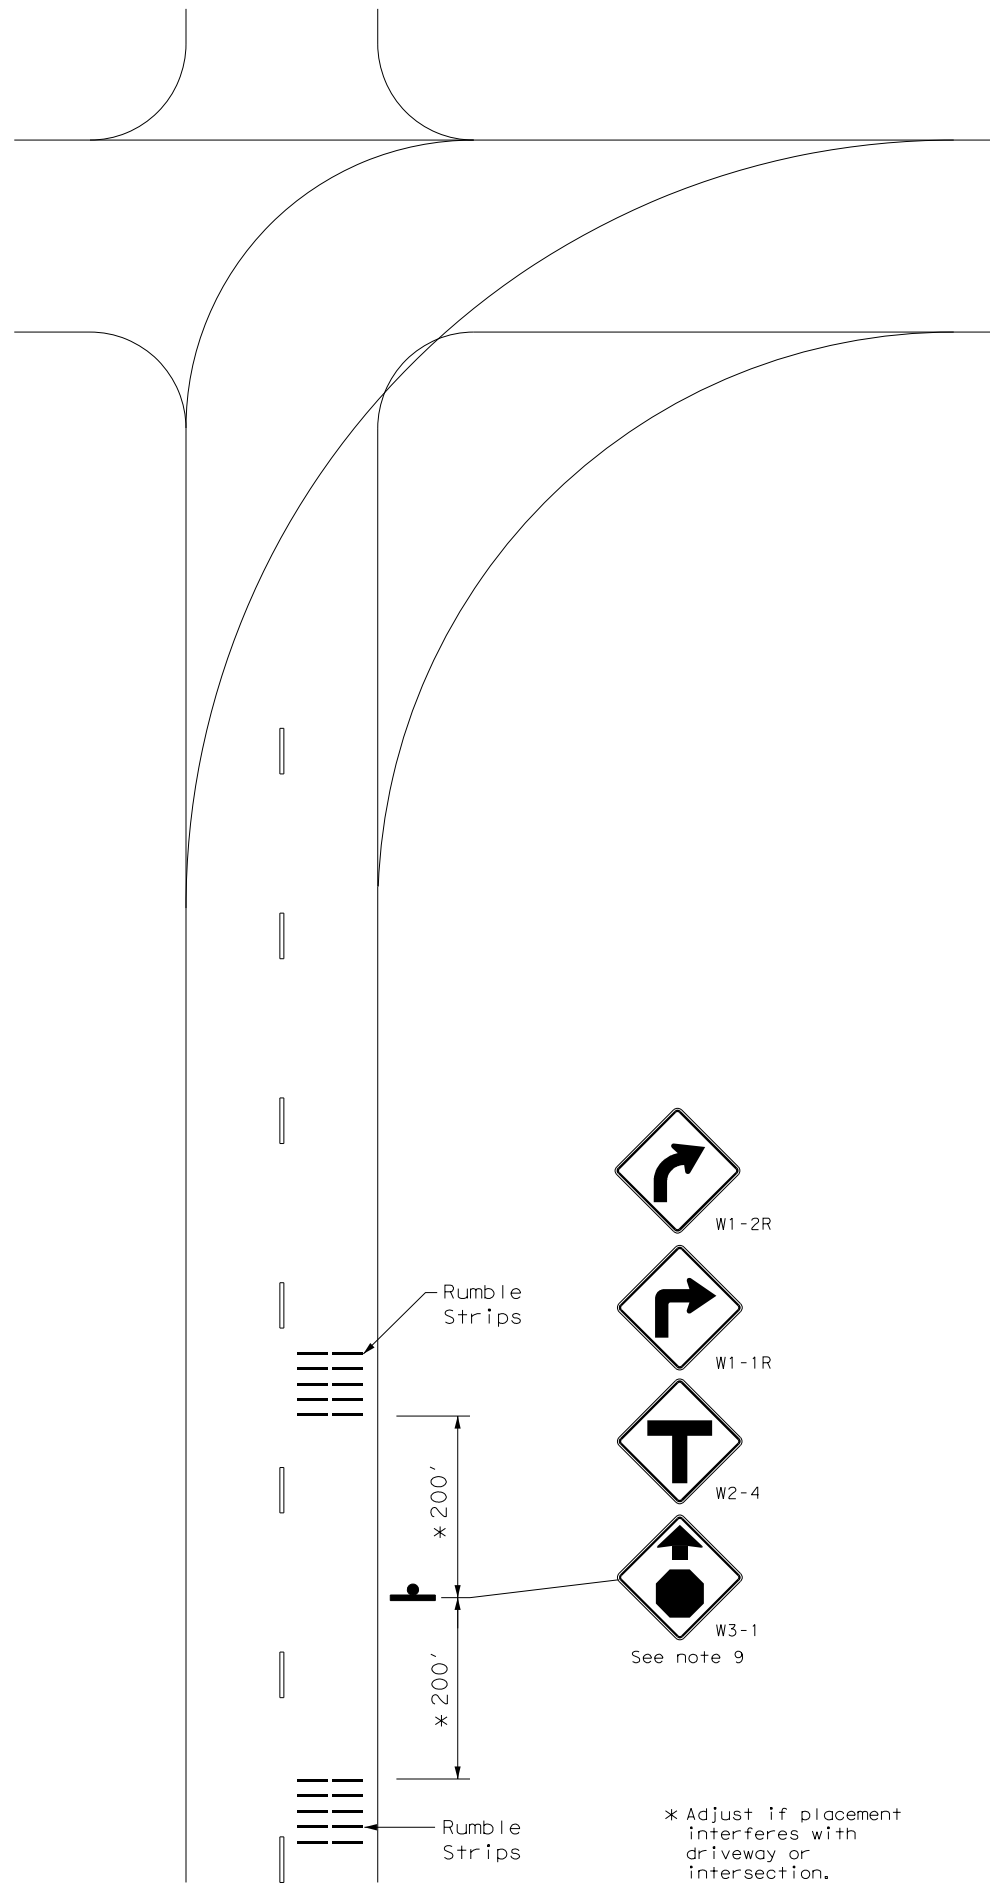 W1-2R
Rumble
Strips
W1-1R
W2-4
*200'
W3-1
See note 9
*200'
Rumble
Strips
* Adjust if placement
interferes with
driveway or
intersection.